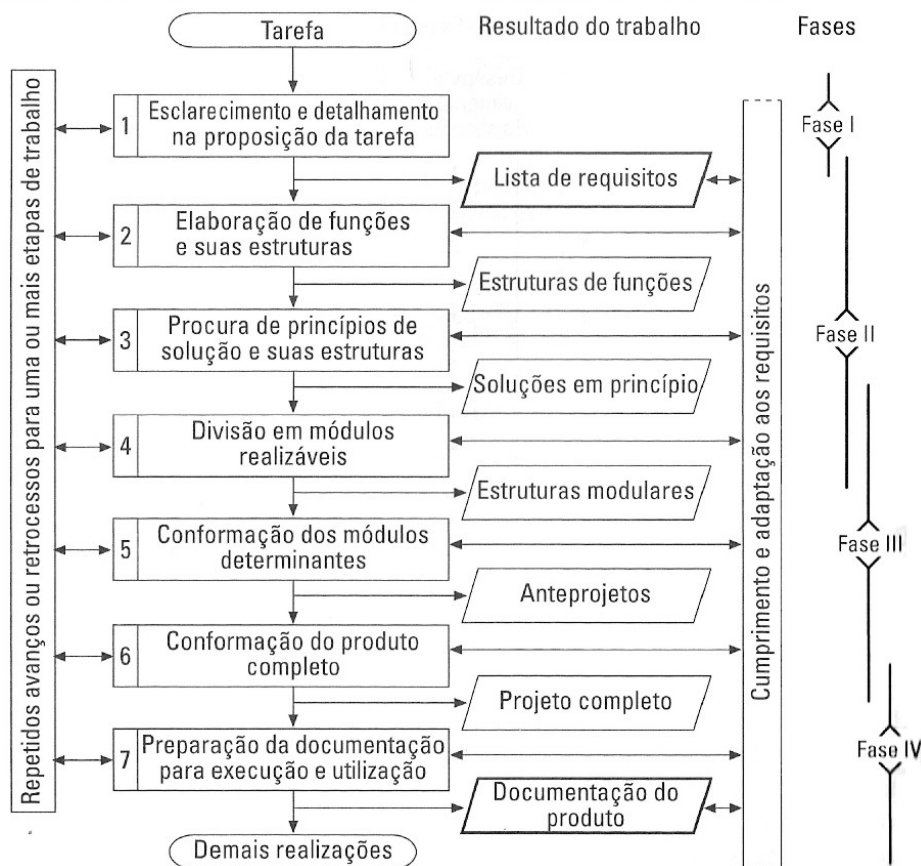 Tarefa
Resultado do trabalho
Fases
Repetidos avanços ou retrocessos para uma ou mais etapas de trabalho
1
Esclarecimento e detalhamento
na proposição da tarefa
Fase I
Lista de requisitos
2
Elaboração de funções
e suas estruturas
Estruturas de funções
3
Procura de princípios de
solução e suas estruturas
Fase II
Soluções em princípio
4
Divisão em módulos
realizáveis
Estruturas modulares
5
Conformação dos módulos
determinantes
Fase III
Anteprojetos
6
Conformação do produto
completo
Projeto completo
7
Preparação da documentação
para execução e utilização
Fase IV
Documentação do
produto
Demais realizações
Cumprimento e adaptação aos requisitos